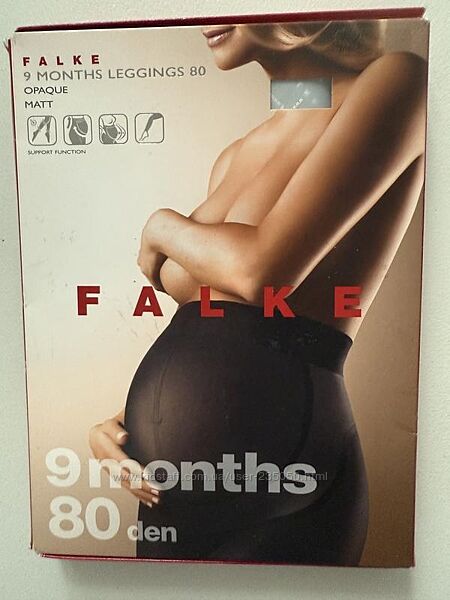 FALKE
9 MONTHS LEGGINGS 80
OPAQUE
MATT
SUPPORT FUNCTION
FALKE
9 months
80 den